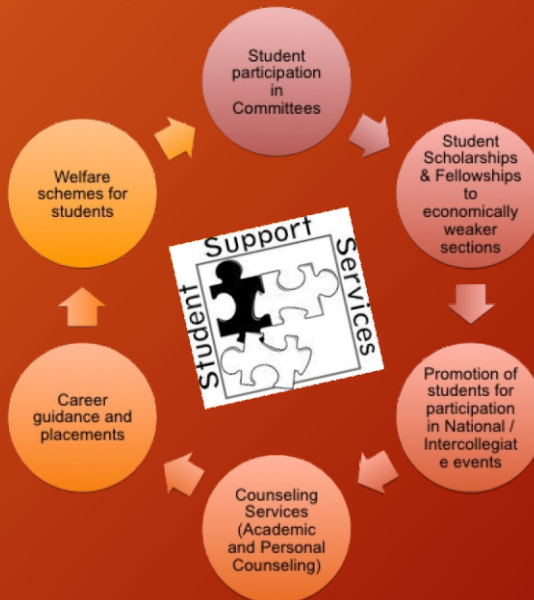 Student
participation
in
Committees
Student
Scholarships
& Fellowships
to
economically
weaker
sections
Promotion of
students for
participation
in National /
Intercollegiat
e events
Counseling
Services
(Academic
and Personal
Counseling)
Career
guidance and
placements
Welfare
schemes for
students
Student
Support
Services